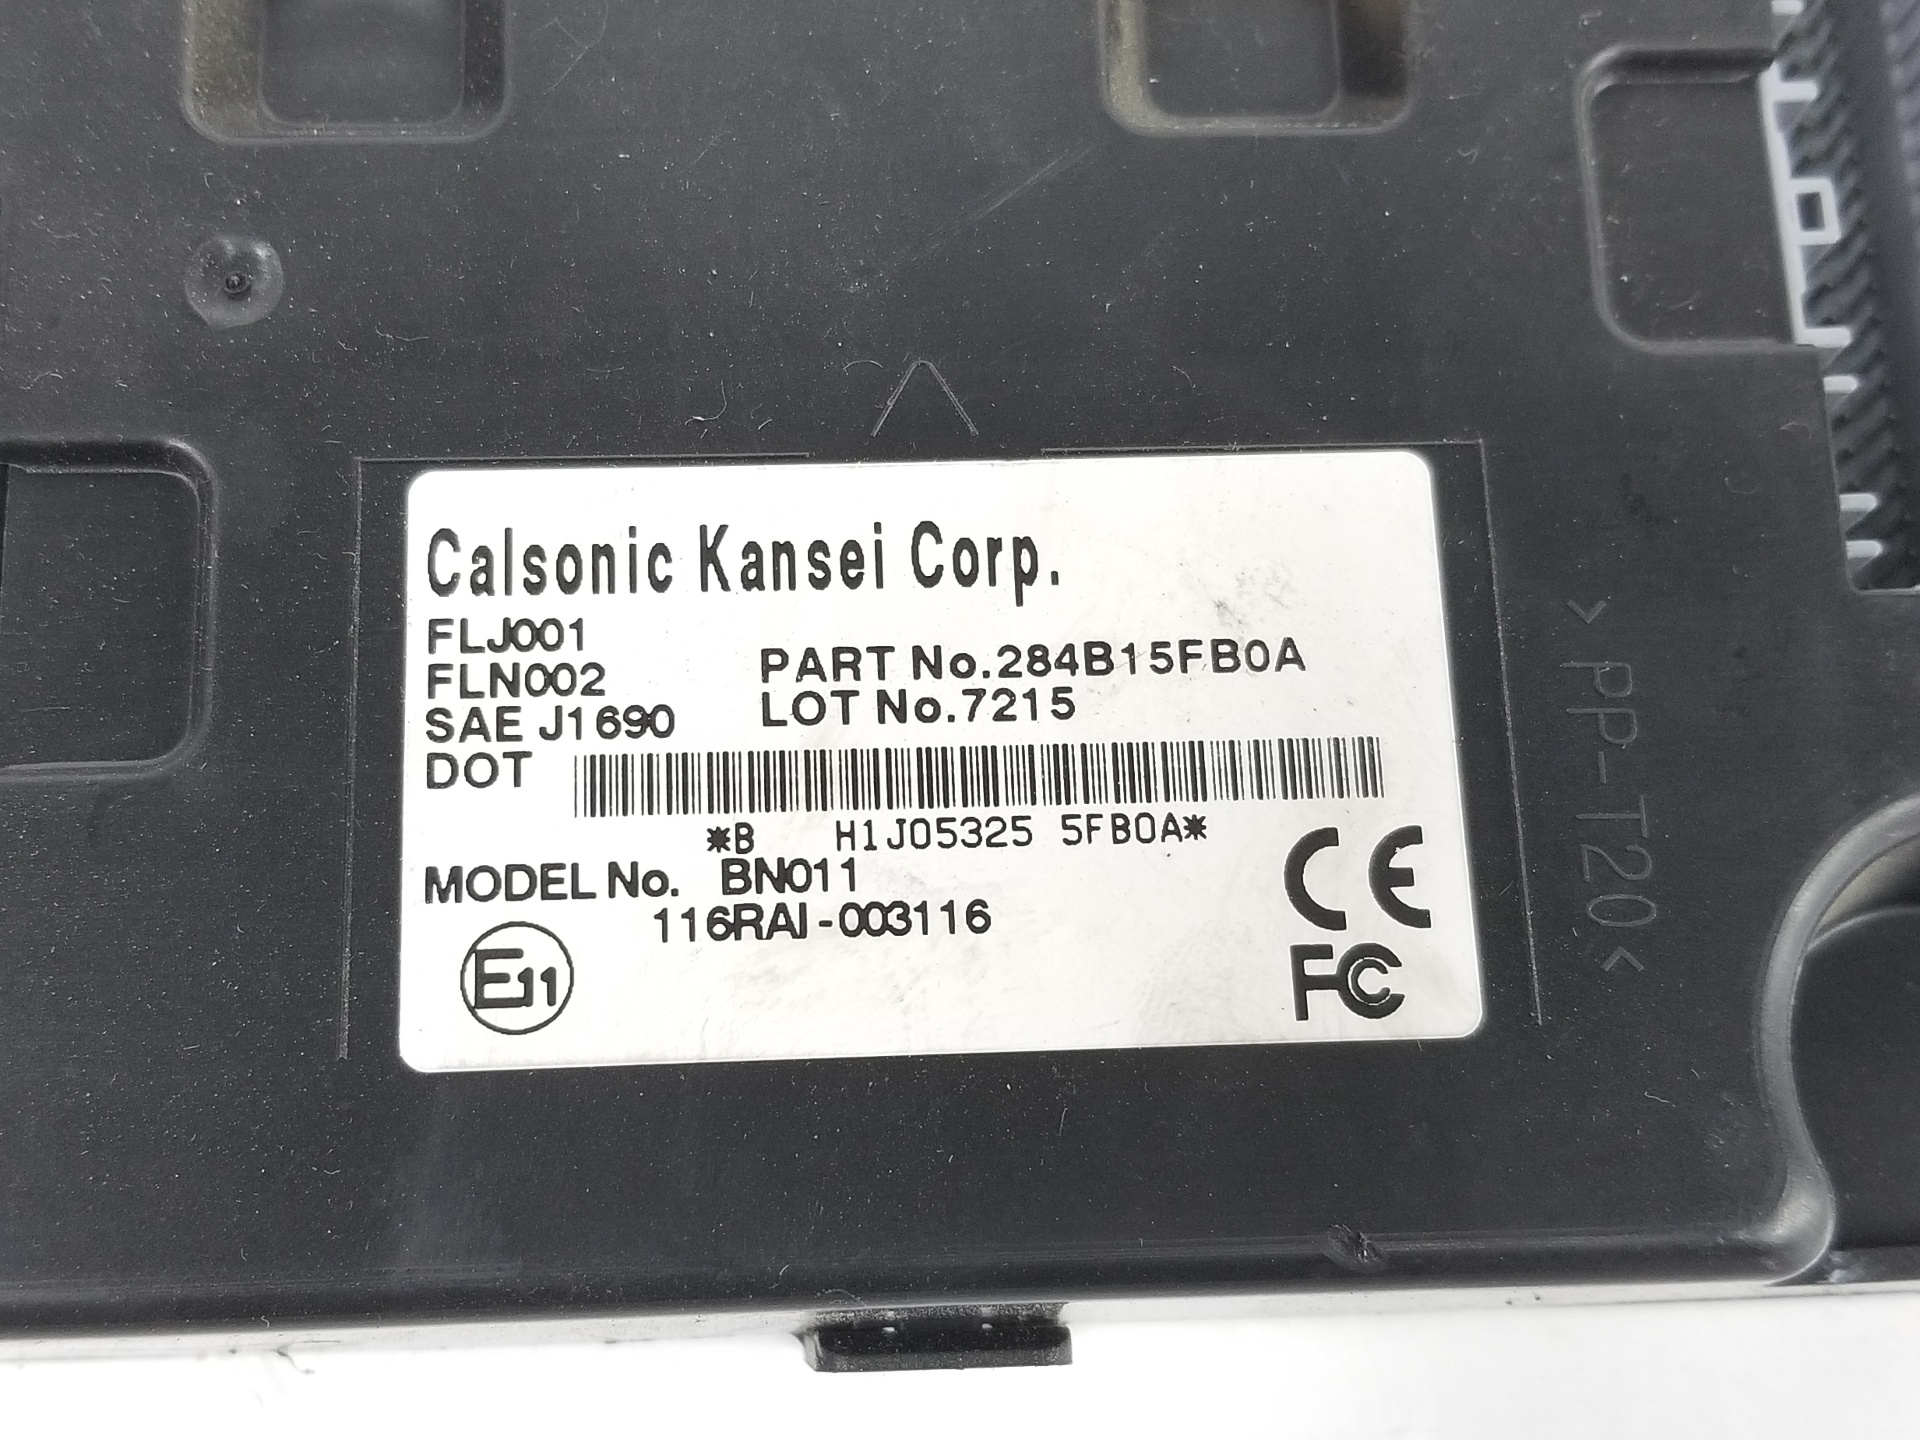 Calsonic Kansei Corp.
FLJ001
FLN002
SAE J1690
DOT
PART No.284B15FB0A
LOT No.7215
*B H1J05325 5FB0A*
MODEL No. BN011
116RAI-003116
E11
CE
FC
>PP-T20<